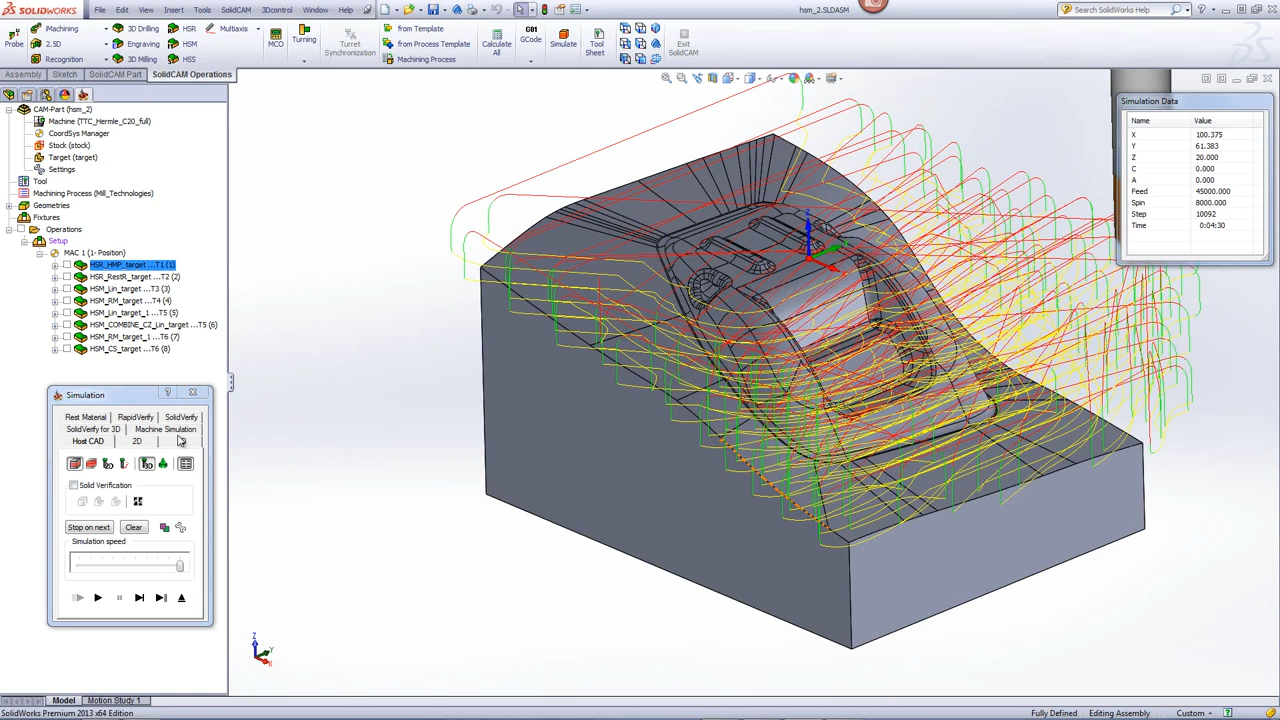 SOLIDWORKS File Edit View Insert Tools SolidCAM 3Dcontrol Window Help hsm_2.SLDASM Search SolidWorks Help
Probe iMachining 2.5D Recognition 3D Drilling Engraving 3D Milling HSR HSM HSS Multiaxis MCO Turning Turret Synchronization from Template from Process Template Machining Process Calculate All G01 GCode Simulate Tool Sheet Exit SolidCAM
Assembly Sketch SolidCAM Part SolidCAM Operations
CAM-Part (hsm_2)
Machine (TTC_Hermle_C20_full)
CoordSys Manager
Stock (stock)
Target (target)
Settings
Tool
Machining Process (Mill_Technologies)
Geometries
Fixtures
Operations
Setup
MAC 1 (1- Position)
HSR_HMP_target ...T1 (1)
HSR_RestR_target ...T2 (2)
HSM_Lin_target ...T3 (3)
HSM_RM_target ...T4 (4)
HSM_Lin_target_1 ...T5 (5)
HSM_COMBINE_CZ_Lin_target ...T5 (6)
HSM_RM_target_1 ...T6 (7)
HSM_CS_target ...T6 (8)
Simulation ?
Rest Material RapidVerify SolidVerify
SolidVerify for 3D Machine Simulation
Host CAD 2D
Solid Verification
Stop on next Clear
Simulation speed
Simulation Data
Name Value
X 100.375
Y 61.383
Z 20.000
C 0.000
A 0.000
Feed 45000.000
Spin 8000.000
Step 10092
Time 0:04:30
Z
Z
Y
X
Model Motion Study 1
SolidWorks Premium 2013 x64 Edition Fully Defined Editing Assembly Custom ?